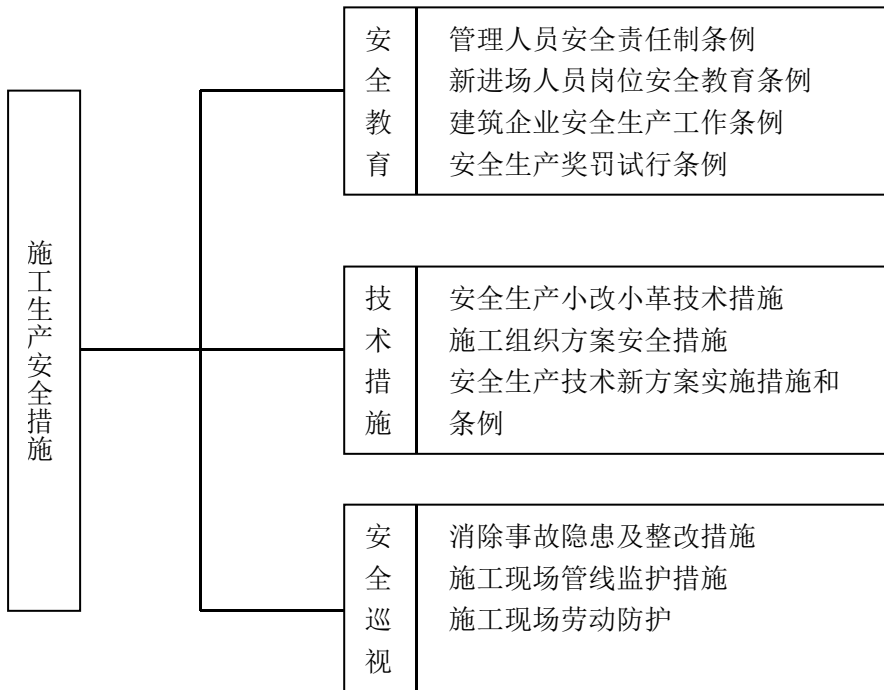 施工生产安全措施
安全教育
管理人员安全责任制条例
新进场人员岗位安全教育条例
建筑企业安全生产工作条例
安全生产奖罚试行条例
技术措施
安全生产小改小革技术措施
施工组织方案安全措施
安全生产技术新方案实施措施和
条例
安全巡视
消除事故隐患及整改措施
施工现场管线监护措施
施工现场劳动防护